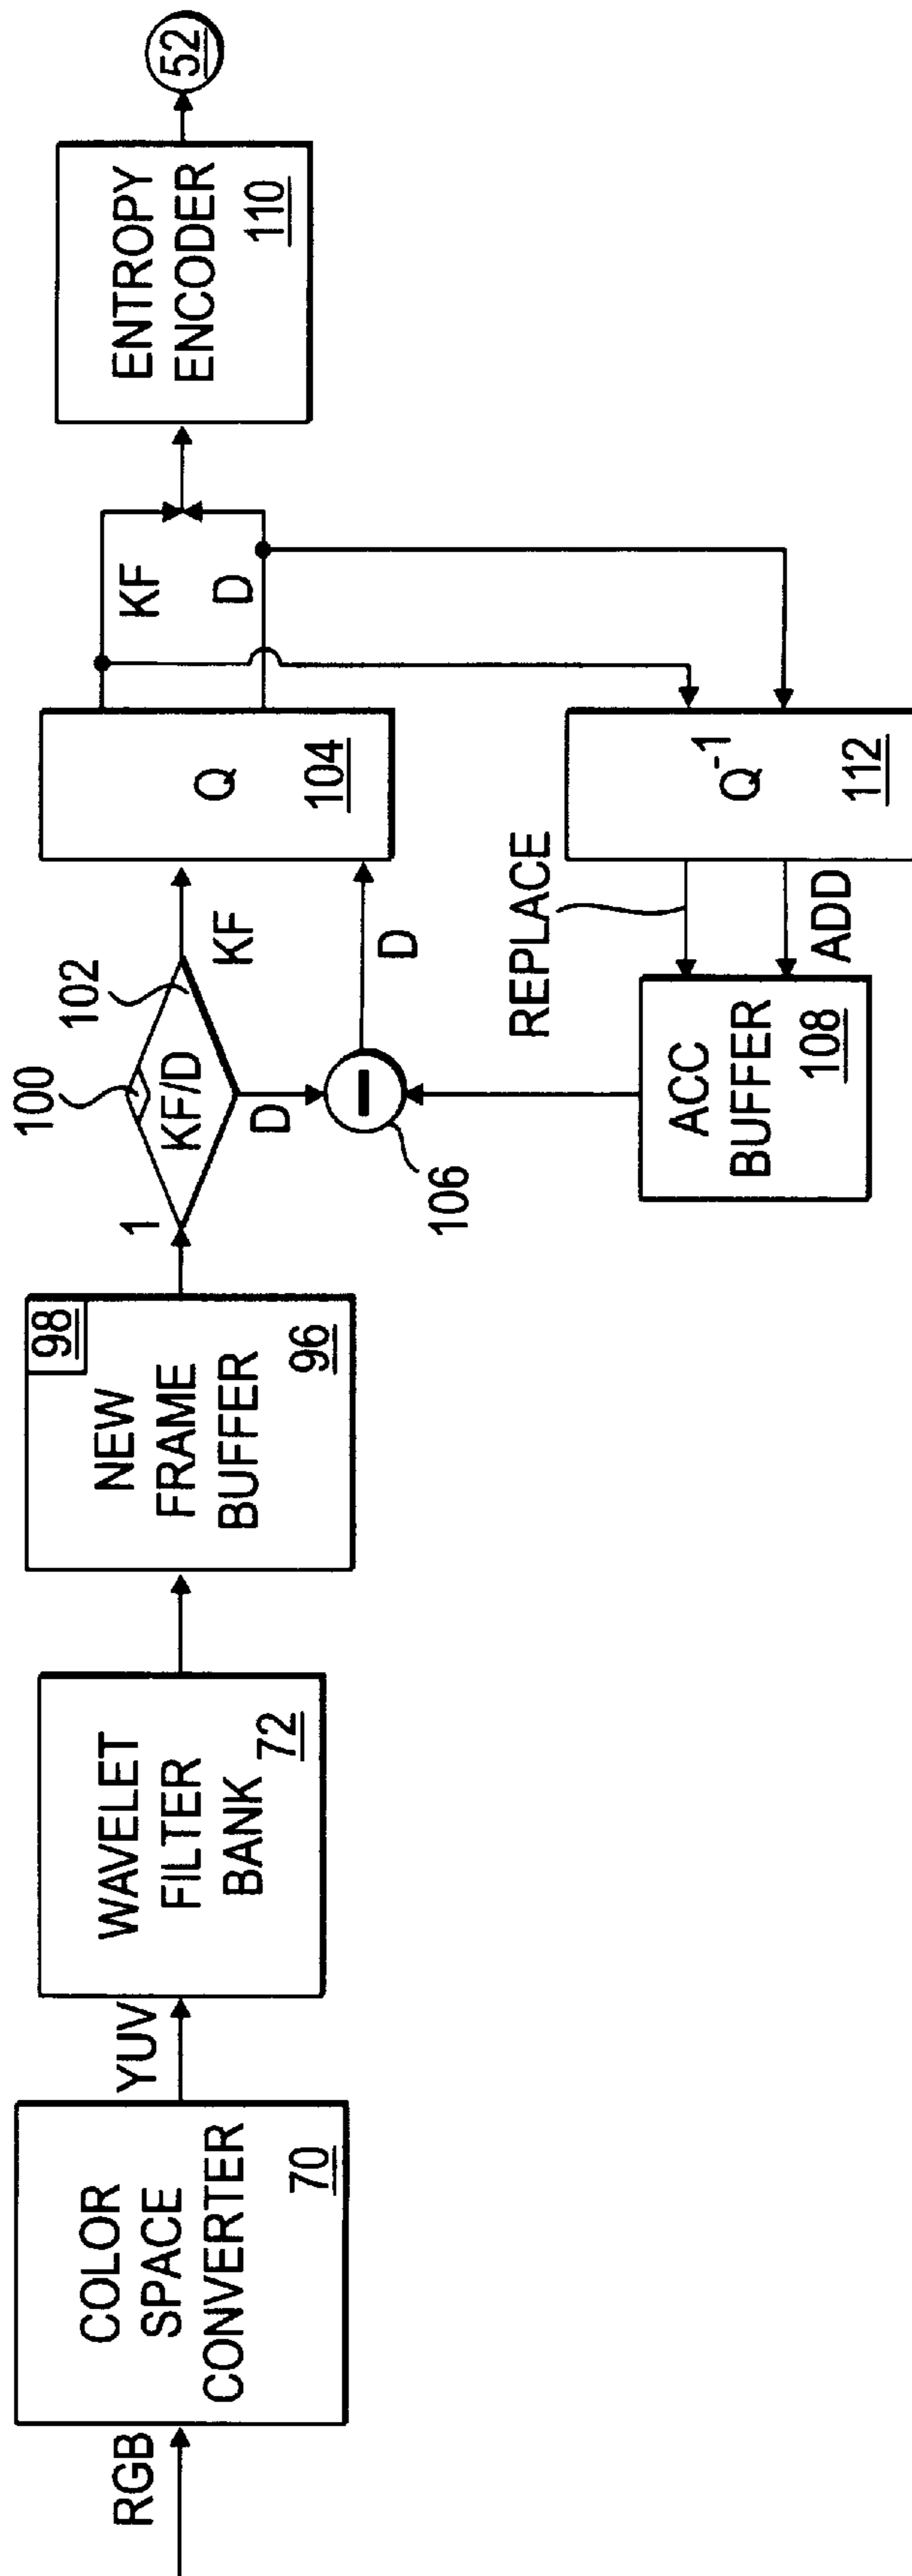 RGB
COLOR
SPACE
CONVERTER
70
YUV
WAVELET
FILTER
BANK
72
98
NEW
FRAME
BUFFER
96
1
100
102
KF/D
KF
D
106
D
Q
104
KF
D
ENTROPY
ENCODER
110
52
ACC
BUFFER
108
REPLACE
ADD
Q-1
112